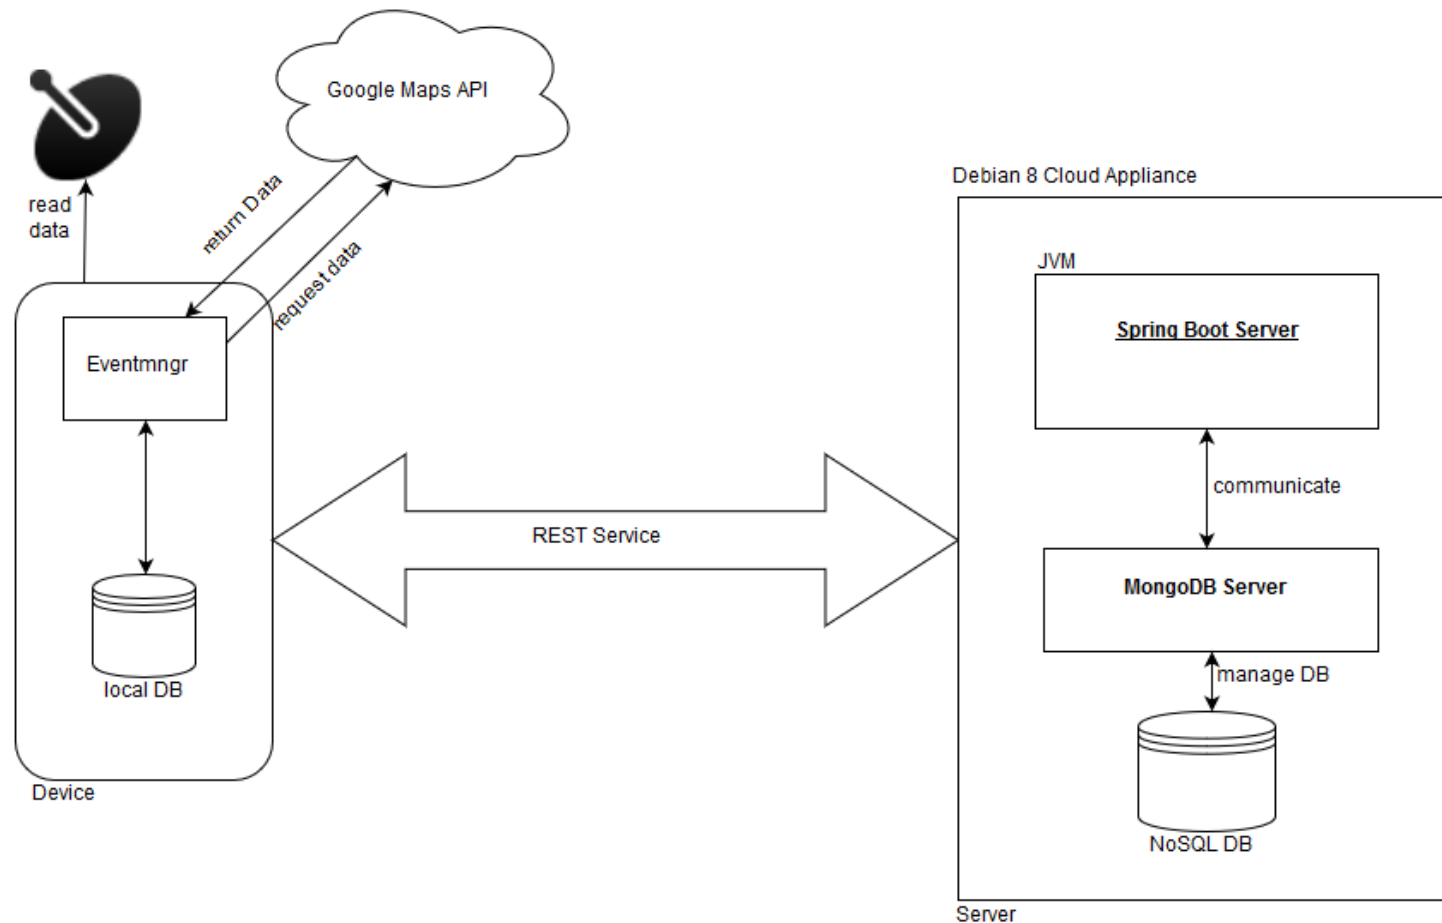 Google Maps API
read
data
return Data
request data
Eventmngr
local DB
Device
REST Service
Debian 8 Cloud Appliance
JVM
Spring Boot Server
communicate
MongoDB Server
manage DB
NoSQL DB
Server